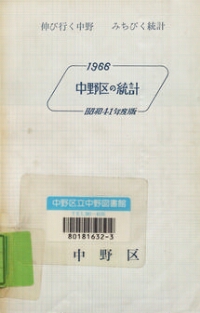 伸び行く中野　みちびく統計
1966
中野区の統計
昭和41年度版
中野区立中野図書館
80181632-3
中野区